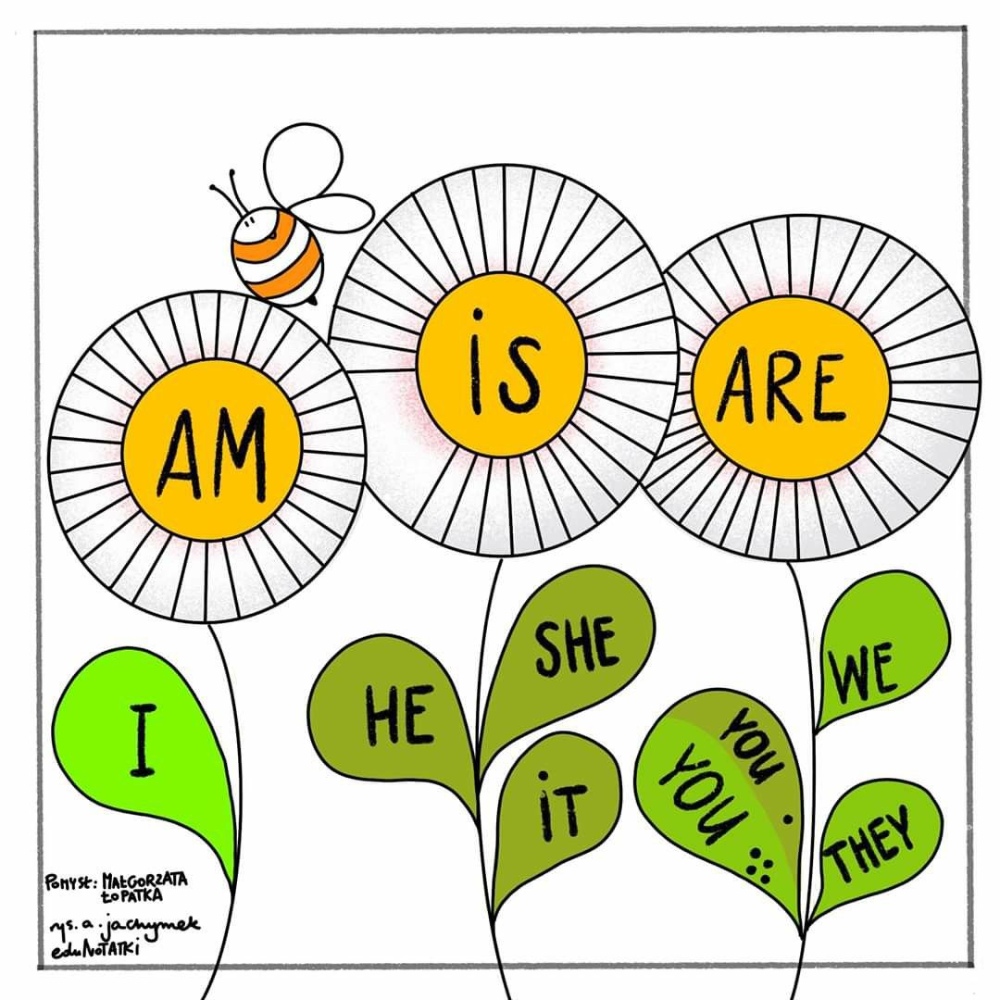 AM
iS
ARE
I
HE
SHE
iT
YOU
YOU
WE
THEY
POMYSŁ: MAŁGORZATA
ŁOPATKA
rys. a. jachymek
eduNOTATKi